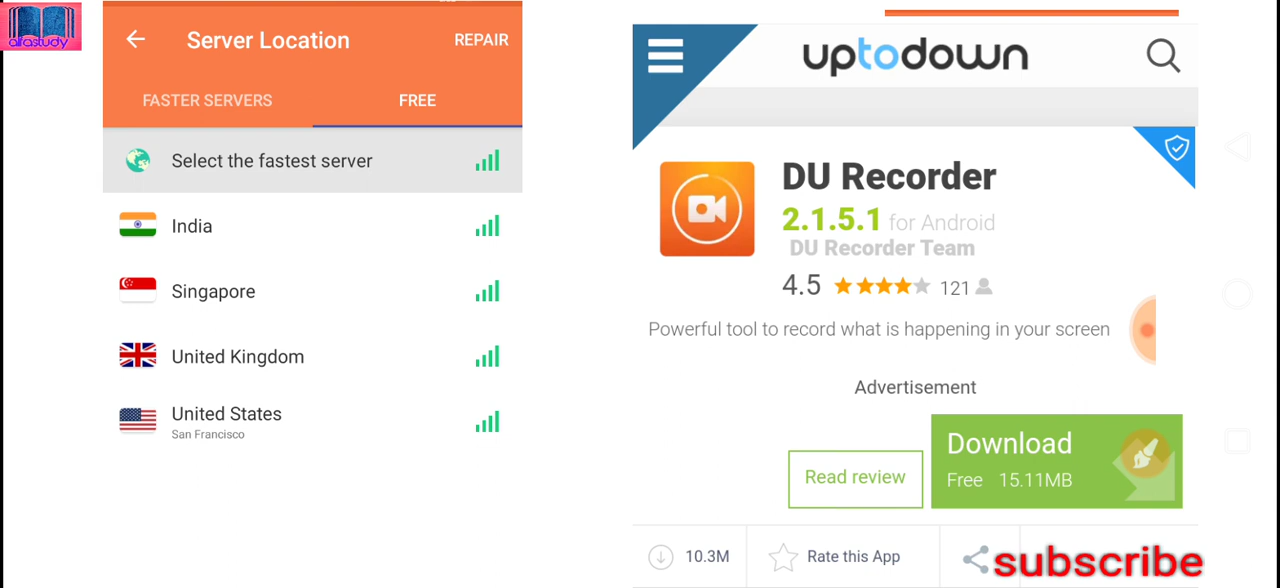 alfastudy
Server Location
REPAIR
FASTER SERVERS
FREE
Select the fastest server
India
Singapore
United Kingdom
United States
San Francisco
uptodown
DU Recorder
2.1.5.1 for Android
DU Recorder Team
4.5 121
Powerful tool to record what is happening in your screen
Advertisement
Read review
Download
Free 15.11MB
10.3M
Rate this App
subscribe